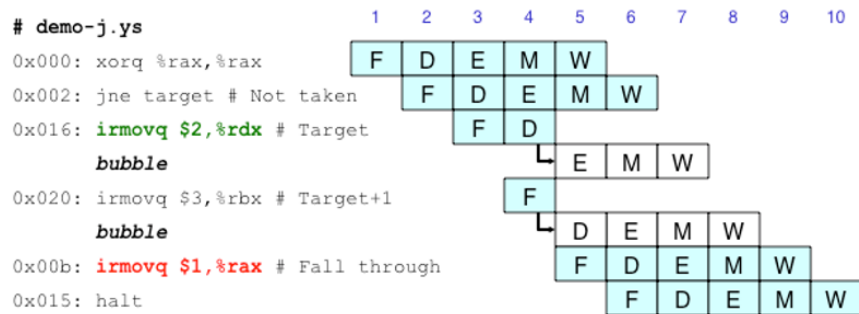 1 2 3 4 5 6 7 8 9 10
# demo-j.ys
0x000: xorq %rax,%rax F D E M W
0x002: jne target # Not taken F D E M W
0x016: irmovq $2,%rdx # Target F D
bubble E M W
0x020: irmovq $3,%rbx # Target+1 F
bubble D E M W
0x00b: irmovq $1,%rax # Fall through F D E M W
0x015: halt F D E M W